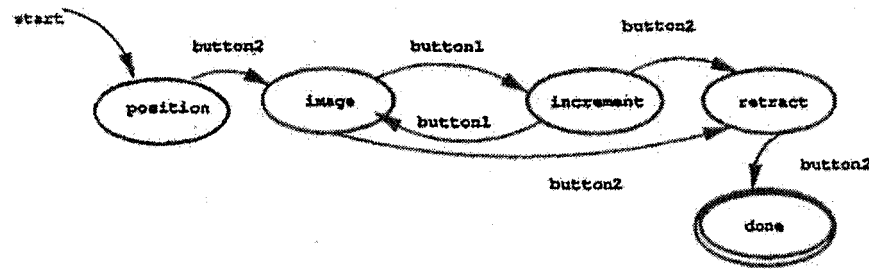 start
button2
button1
button2
position
image
increment
retract
button1
button2
button2
done